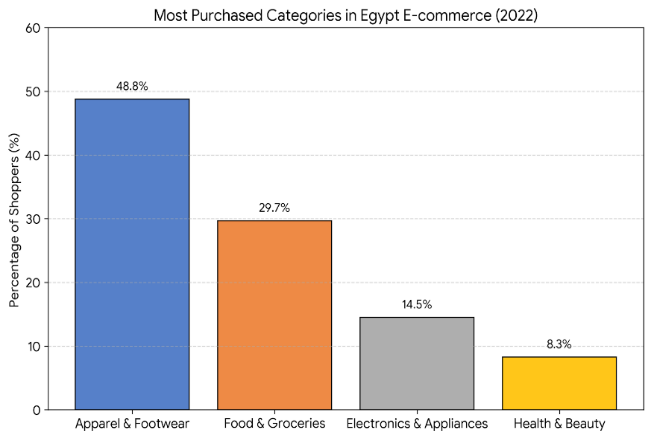 Most Purchased Categories in Egypt E-commerce (2022)
Percentage of Shoppers (%)
60
50
40
30
20
10
0
48.8%
29.7%
14.5%
8.3%
Apparel & Footwear
Food & Groceries
Electronics & Appliances
Health & Beauty